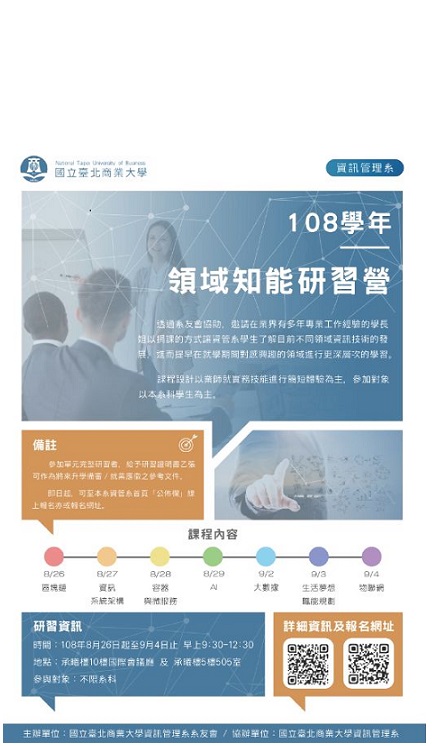 National Taipei University of Business
國立臺北商業大學
資訊管理系
108學年
領域知能研習營
透過系友會協助，邀請在業界有多年專業工作經驗的學長
姐以授課的方式讓資管系學生了解目前不同領域資訊技術的發
展，進而提早在就學期間對感興趣的領域進行更深層次的學習。
課程設計以業師就實務技能進行簡短體驗為主，參加對象
以本系科學生為主。
備註
參加單元完整研習者，給予研習證明書乙張
可作為將來升學備審/就業應徵之參考文件。
即日起，可至本系資管系首頁「公佈欄」線
上報名亦或報名網址。
課程內容
8/26 8/27 8/28 8/29 9/2 9/3 9/4
區塊鏈 資訊 容器 AI 大數據 生活夢想 物聯網
系統架構 與微服務 職能規劃
研習資訊
時間：108年8月26日起至9月4日止 早上9:30-12:30
地點：承曦樓10樓國際會議廳 及 承曦樓5樓505室
參與對象：不限系科
詳細資訊及報名網址
主辦單位：國立臺北商業大學資訊管理系系友會 / 協辦單位：國立臺北商業大學資訊管理系